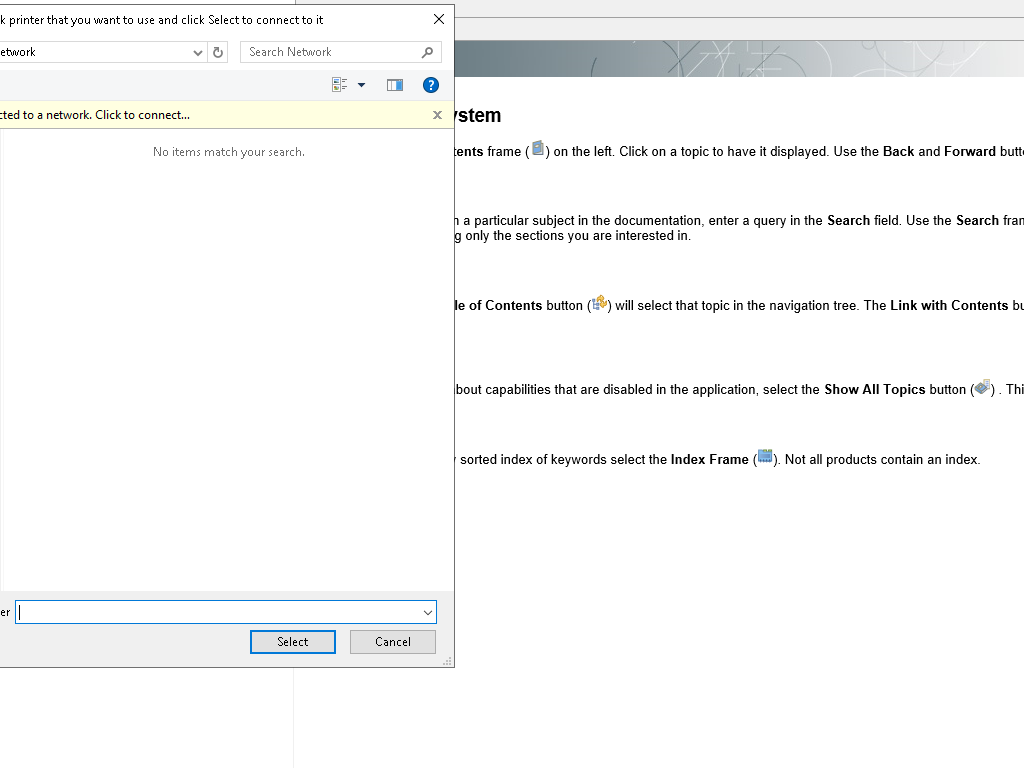 k printer that you want to use and click Select to connect to it
etwork
Search Network
cted to a network. Click to connect...
No items match your search.
er
Select
Cancel
ystem
tents frame ( ) on the left. Click on a topic to have it displayed. Use the Back and Forward butt
n a particular subject in the documentation, enter a query in the Search field. Use the Search fran
g only the sections you are interested in.
le of Contents button ( ) will select that topic in the navigation tree. The Link with Contents bu
bout capabilities that are disabled in the application, select the Show All Topics button ( ) . Thi
y sorted index of keywords select the Index Frame ( ). Not all products contain an index.